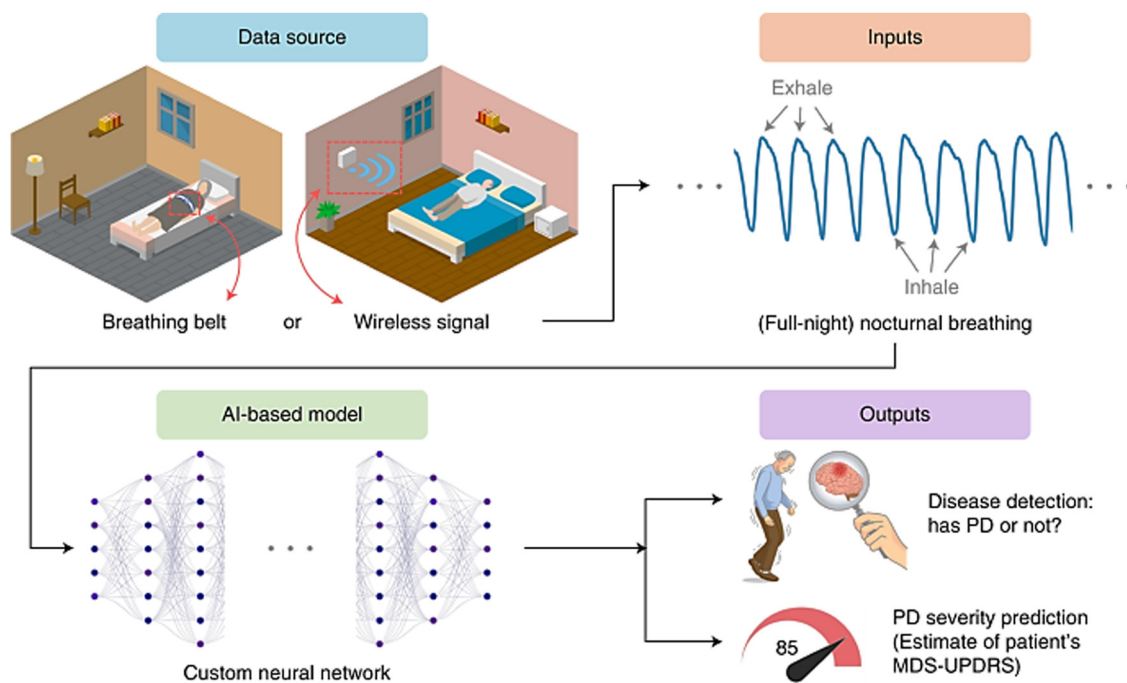 Data source
Inputs
Exhale
Inhale
Breathing belt or Wireless signal
(Full-night) nocturnal breathing
AI-based model
Outputs
Disease detection:
has PD or not?
PD severity prediction
(Estimate of patient's
MDS-UPDRS)
85
Custom neural network